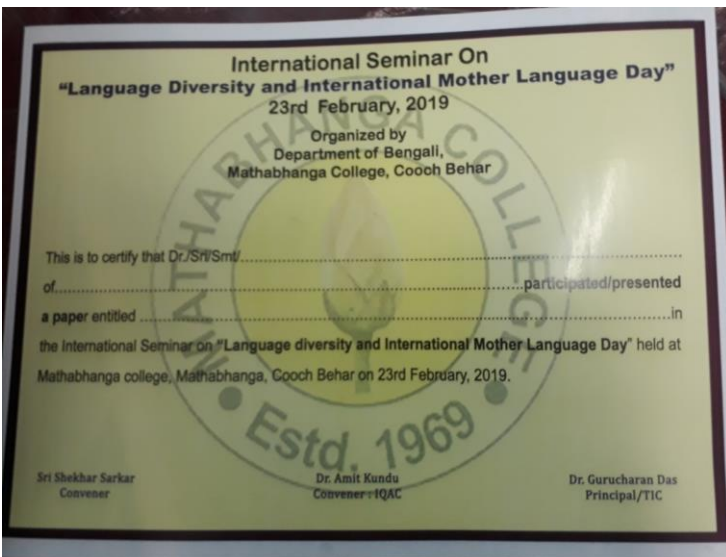 International Seminar On
"Language Diversity and International Mother Language Day"
23rd February, 2019
Organized by
Department of Bengali,
Mathabhanga College, Cooch Behar
MATHABHANGA COLLEGE
This is to certify that Dr./Sri/Smt/......................................................................
of.......................................................................participated/presented
a paper entitled ...............................................................................in
the International Seminar on "Language diversity and International Mother Language Day" held at
Mathabhanga college, Mathabhanga, Cooch Behar on 23rd February, 2019.
Estd. 1969
Sri Shekhar Sarkar
Convener
Dr. Amit Kundu
Convener : IQAC
Dr. Gurucharan Das
Principal/TIC